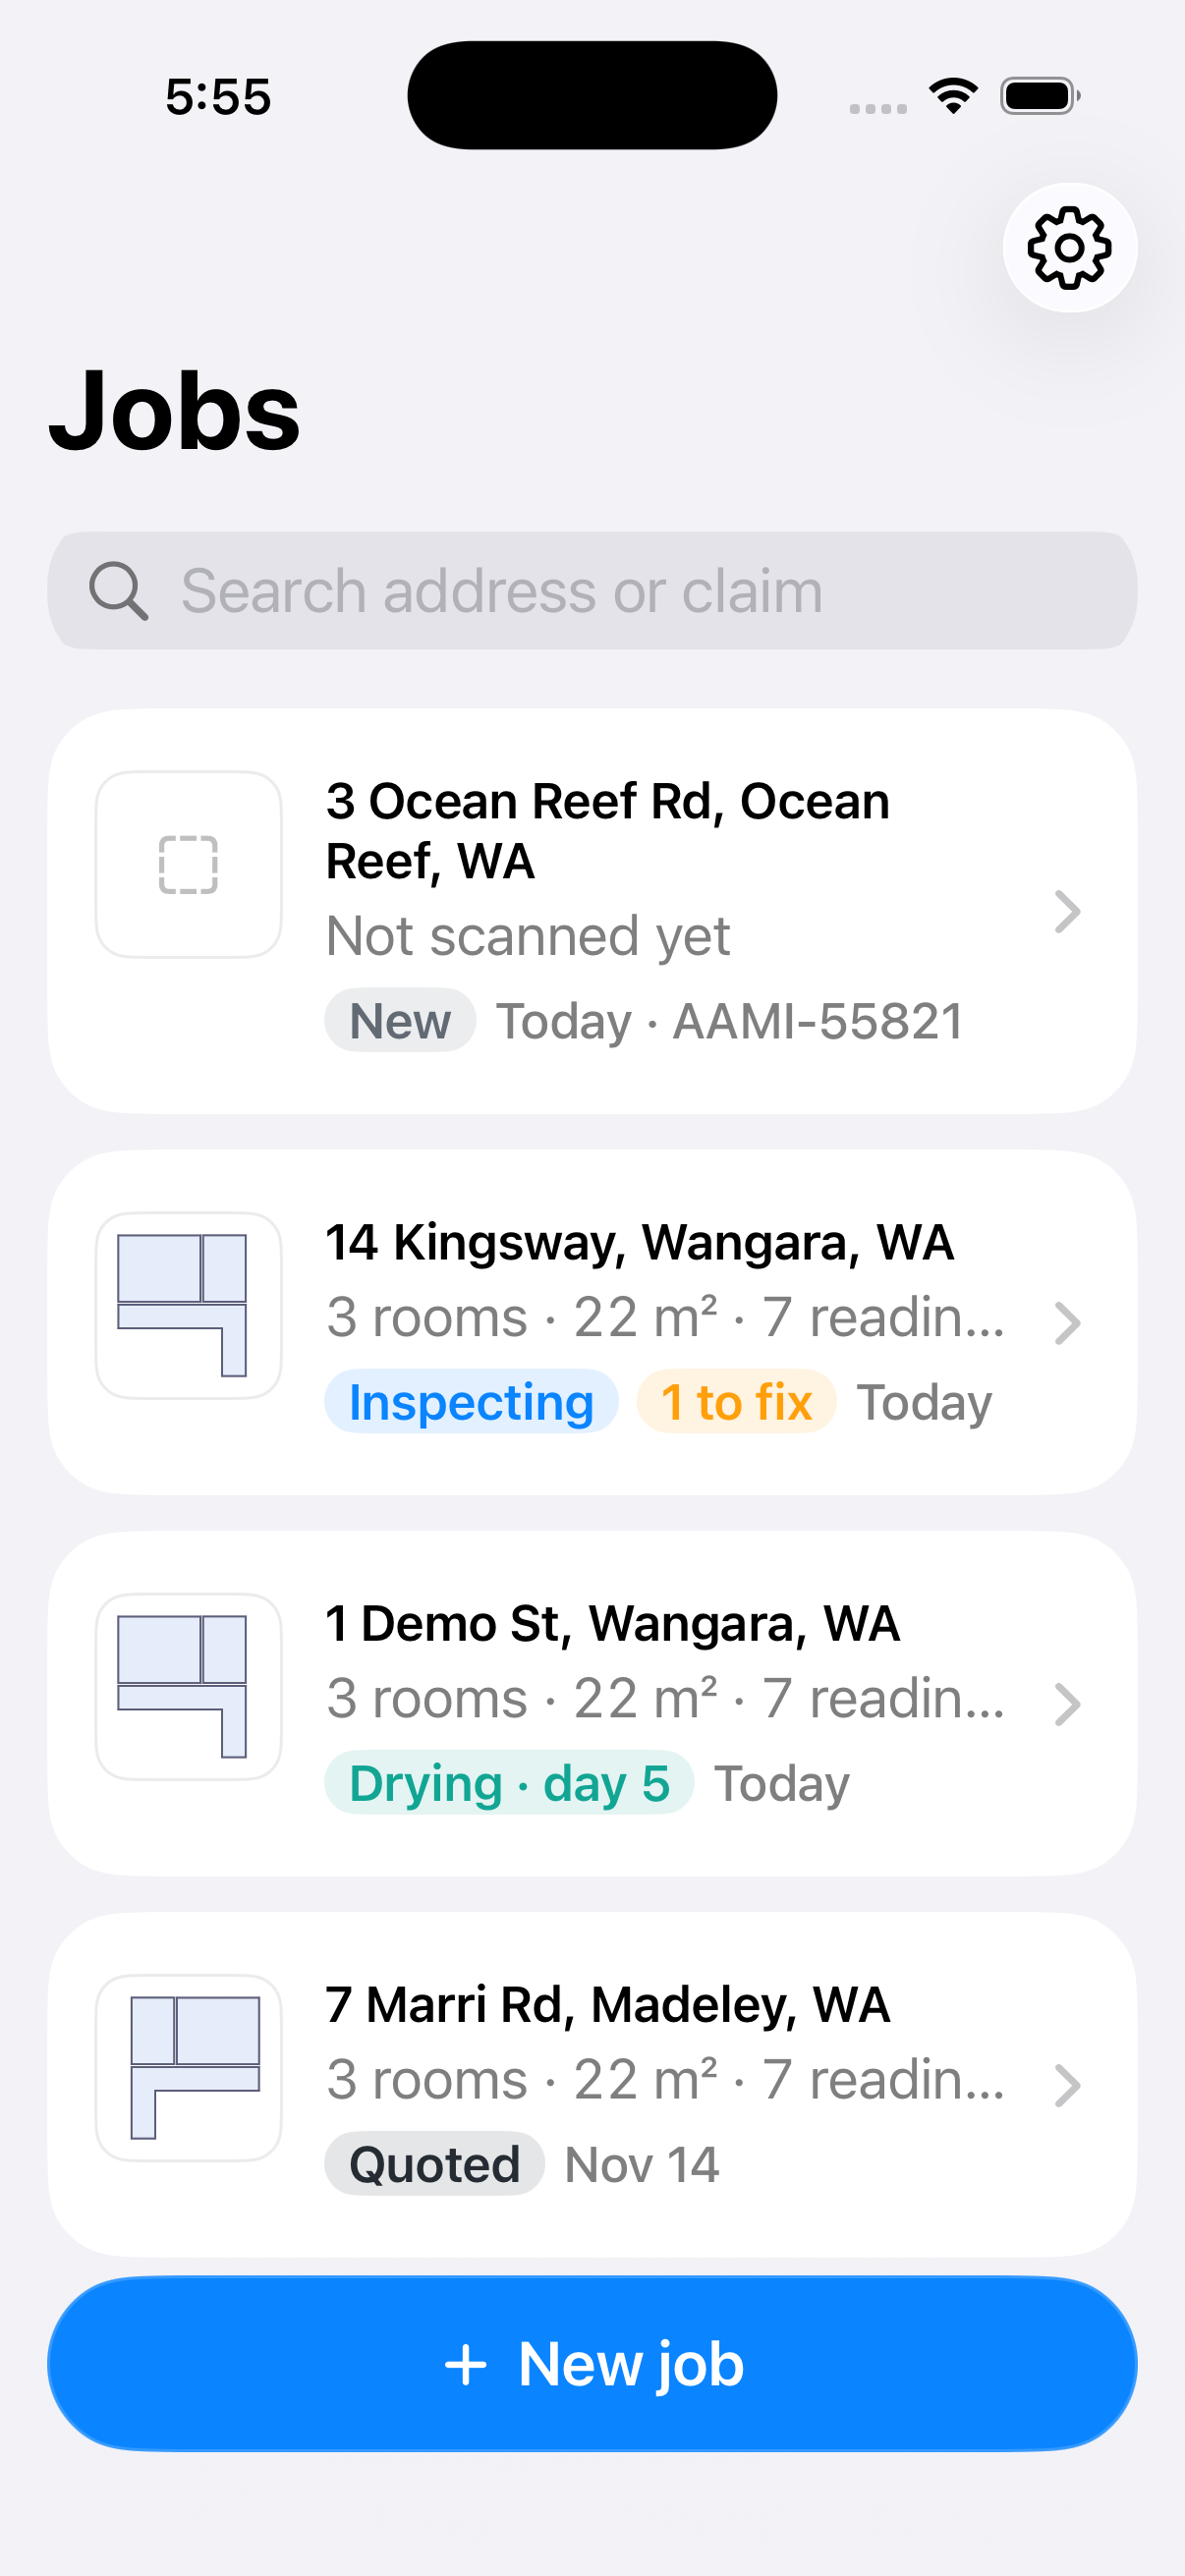 5:55
Jobs
Search address or claim
3 Ocean Reef Rd, Ocean
Reef, WA
Not scanned yet
New Today · AAMI-55821
14 Kingsway, Wangara, WA
3 rooms · 22 m² · 7 readin...
Inspecting 1 to fix Today
1 Demo St, Wangara, WA
3 rooms · 22 m² · 7 readin...
Drying · day 5 Today
7 Marri Rd, Madeley, WA
3 rooms · 22 m² · 7 readin...
Quoted Nov 14
+ New job